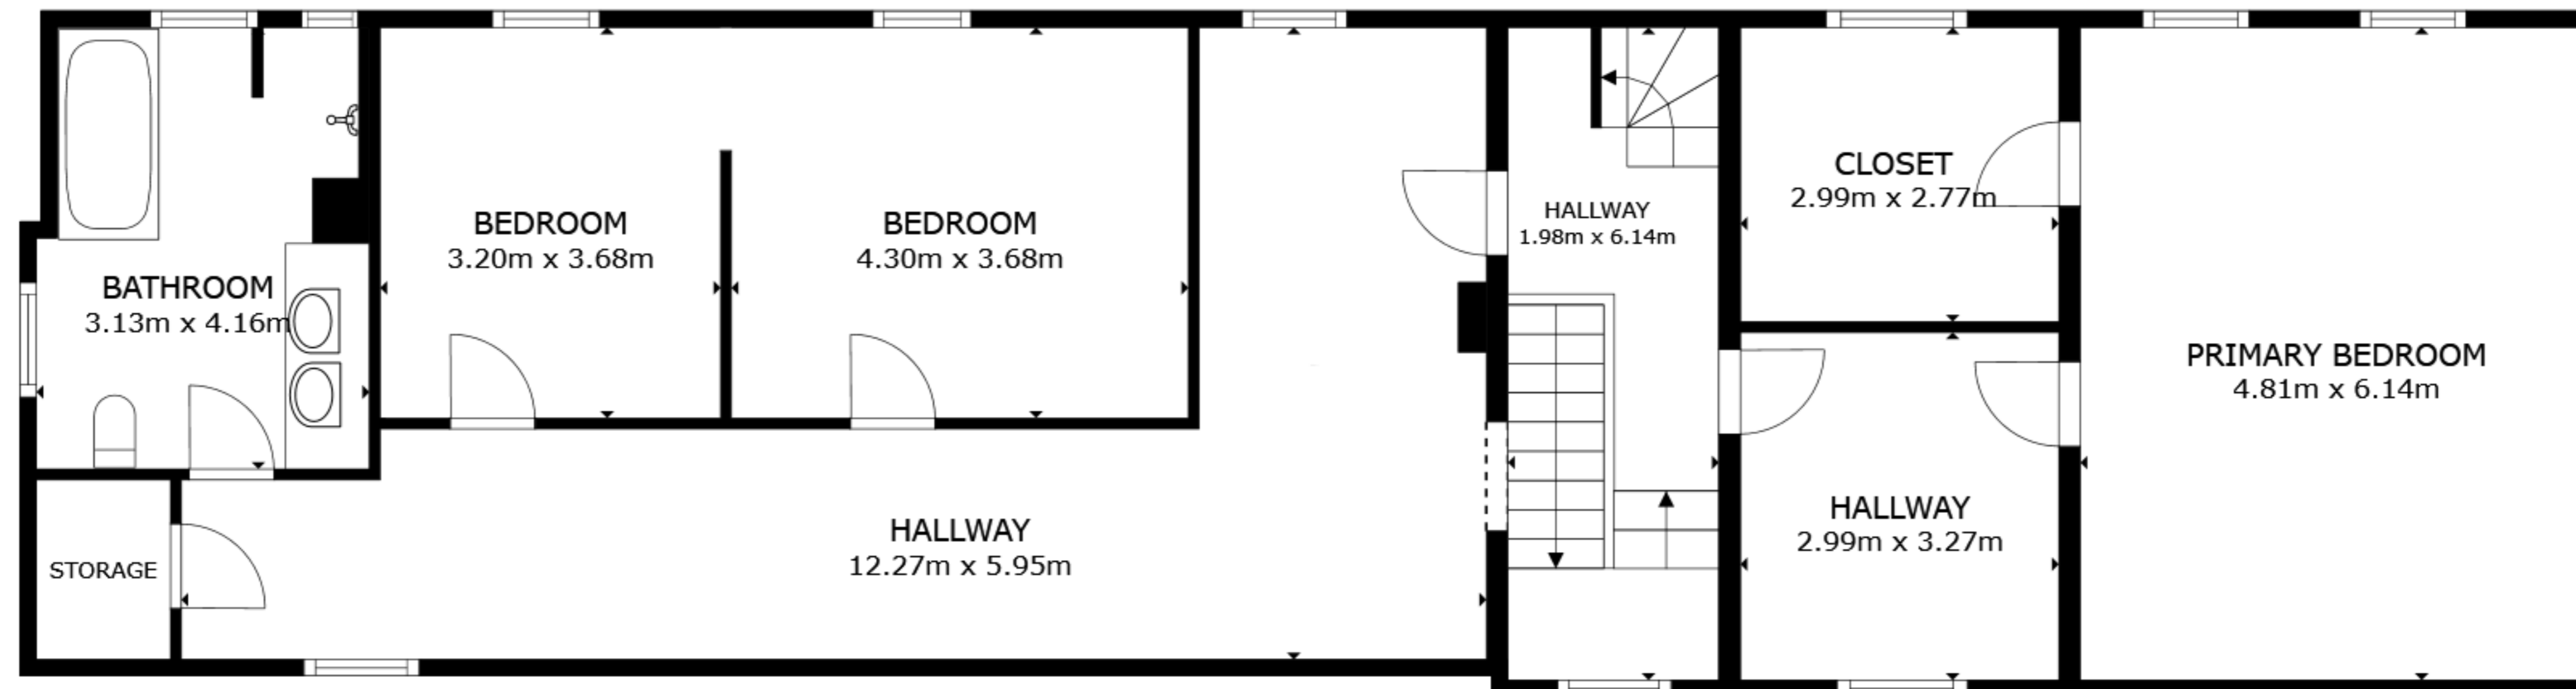 BATHROOM
3.13m x 4.16m
STORAGE
BEDROOM
3.20m x 3.68m
BEDROOM
4.30m x 3.68m
HALLWAY
12.27m x 5.95m
HALLWAY
1.98m x 6.14m
CLOSET
2.99m x 2.77m
HALLWAY
2.99m x 3.27m
PRIMARY BEDROOM
4.81m x 6.14m